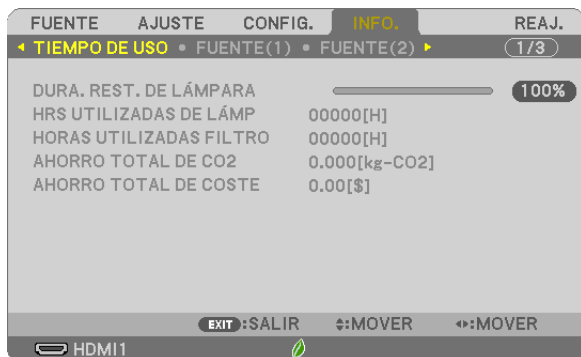 FUENTE AJUSTE CONFIG. INFO. REAJ.
TIEMPO DE USO • FUENTE(1) • FUENTE(2) 1/3
DURA. REST. DE LÁMPARA 100%
HRS UTILIZADAS DE LÁMP 00000[H]
HORAS UTILIZADAS FILTRO 00000[H]
AHORRO TOTAL DE CO2 0.000[kg-CO2]
AHORRO TOTAL DE COSTE 0.00[$]
EXIT :SALIR :MOVER :MOVER
HDMI1